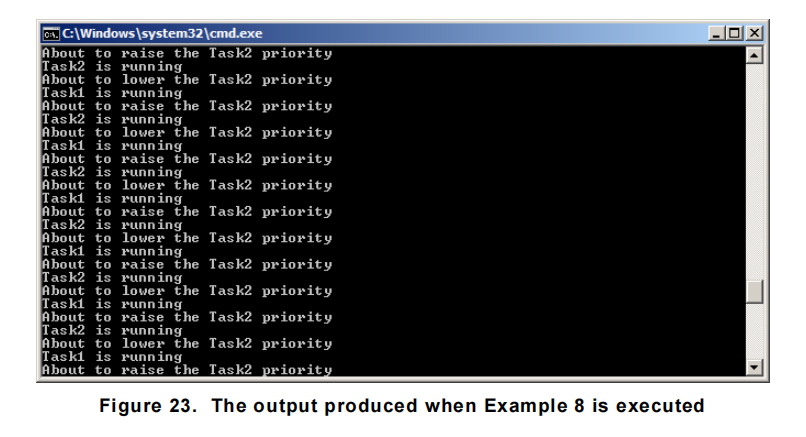 C:\Windows\system32\cmd.exe
About to raise the Task2 priority
Task2 is running
About to lower the Task2 priority
Task1 is running
About to raise the Task2 priority
Task2 is running
About to lower the Task2 priority
Task1 is running
About to raise the Task2 priority
Task2 is running
About to lower the Task2 priority
Task1 is running
About to raise the Task2 priority
Task2 is running
About to lower the Task2 priority
Task1 is running
About to raise the Task2 priority
Task2 is running
About to lower the Task2 priority
Task1 is running
About to raise the Task2 priority
Task2 is running
About to lower the Task2 priority
Task1 is running
About to raise the Task2 priority
Figure 23. The output produced when Example 8 is executed